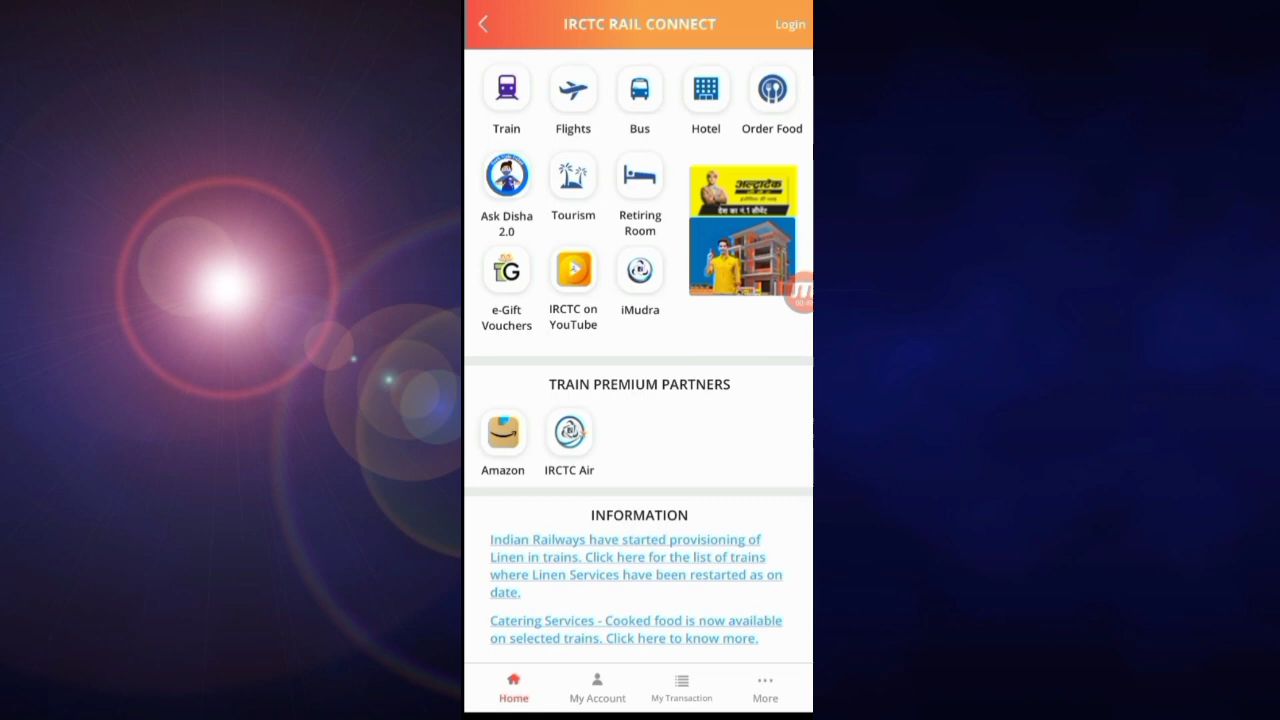 IRCTC RAIL CONNECT
Login
Train
Flights
Bus
Hotel
Order Food
Ask Disha
2.0
Tourism
Retiring
Room
अल्ट्राटेक
देश का नं.1 सीमेंट
e-Gift
Vouchers
IRCTC on
YouTube
iMudra
TRAIN PREMIUM PARTNERS
Amazon
IRCTC Air
INFORMATION
Indian Railways have started provisioning of
Linen in trains. Click here for the list of trains
where Linen Services have been restarted as on
date.
Catering Services - Cooked food is now available
on selected trains. Click here to know more.
Home
My Account
My Transaction
More